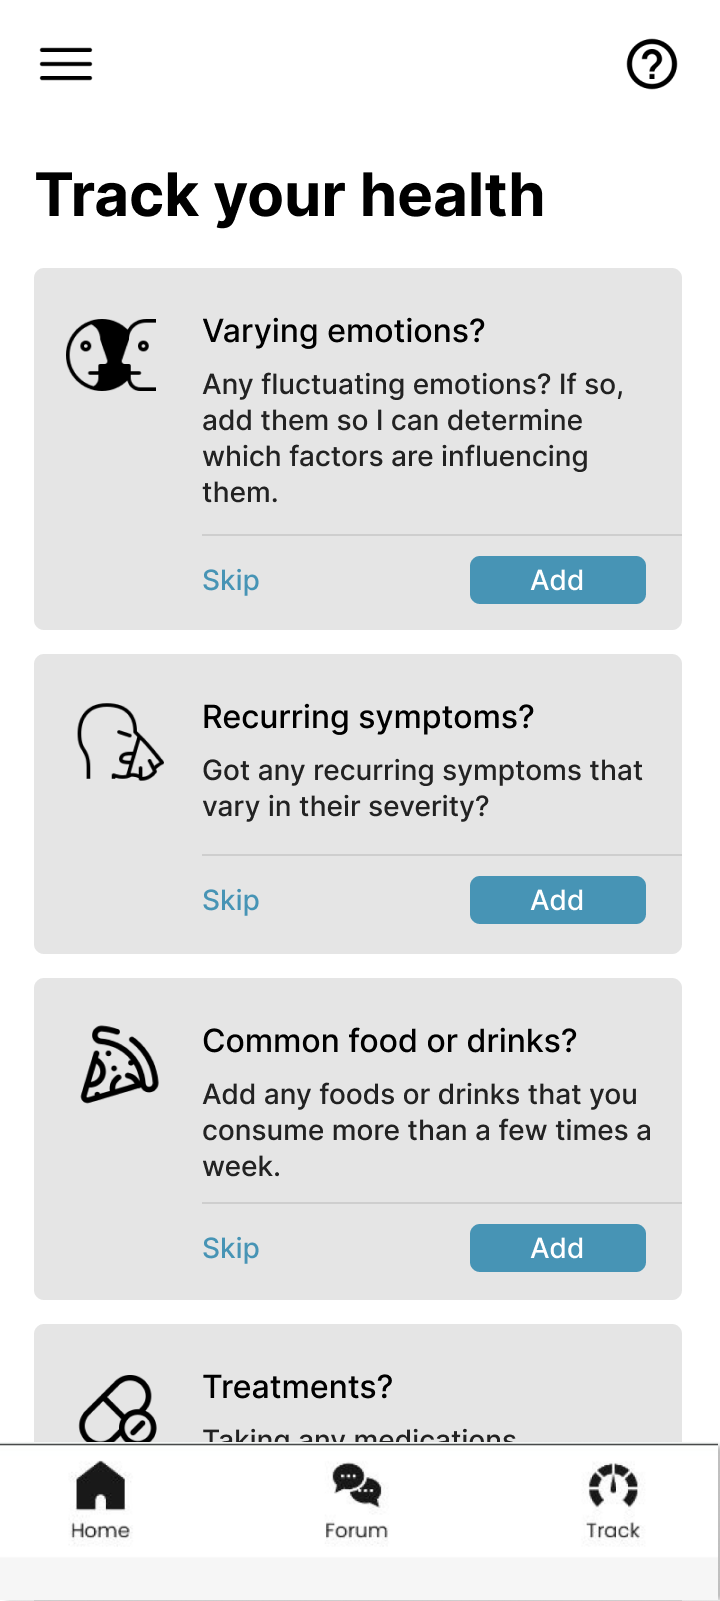 Track your health
Varying emotions?
Any fluctuating emotions? If so,
add them so I can determine
which factors are influencing
them.
Skip
Add
Recurring symptoms?
Got any recurring symptoms that
vary in their severity?
Skip
Add
Common food or drinks?
Add any foods or drinks that you
consume more than a few times a
week.
Skip
Add
Treatments?
Taking any medications
Home
Forum
Track